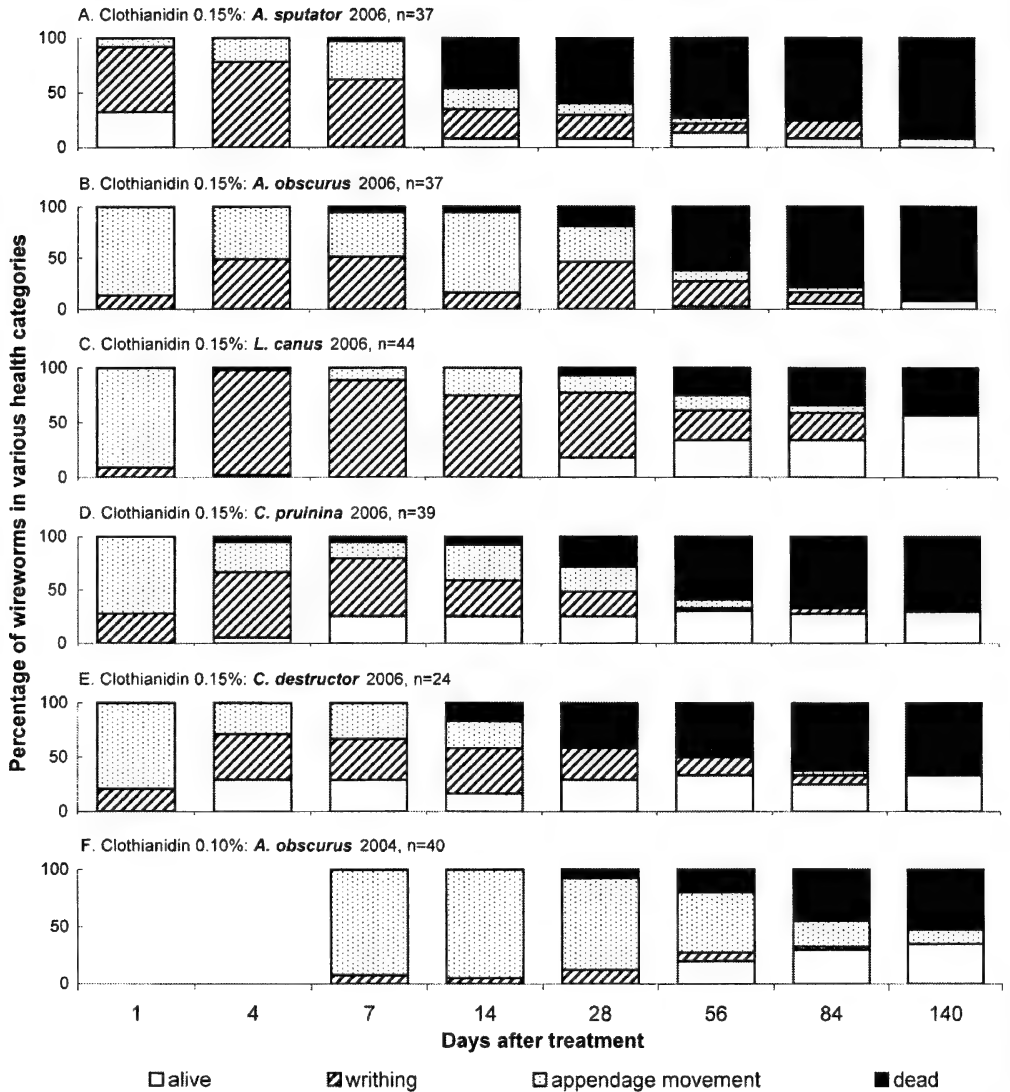 A. Clothianidin 0.15%: A. sputator 2006, n=37
100
50
0
B. Clothianidin 0.15%: A. obscurus 2006, n=37
100
50
0
C. Clothianidin 0.15%: L. canus 2006, n=44
100
50
0
D. Clothianidin 0.15%: C. pruinina 2006, n=39
100
50
0
E. Clothianidin 0.15%: C. destructor 2006, n=24
100
50
0
F. Clothianidin 0.10%: A. obscurus 2004, n=40
100
50
0
Percentage of wireworms in various health categories
1 4 7 14 28 56 84 140
Days after treatment
alive writhing appendage movement dead